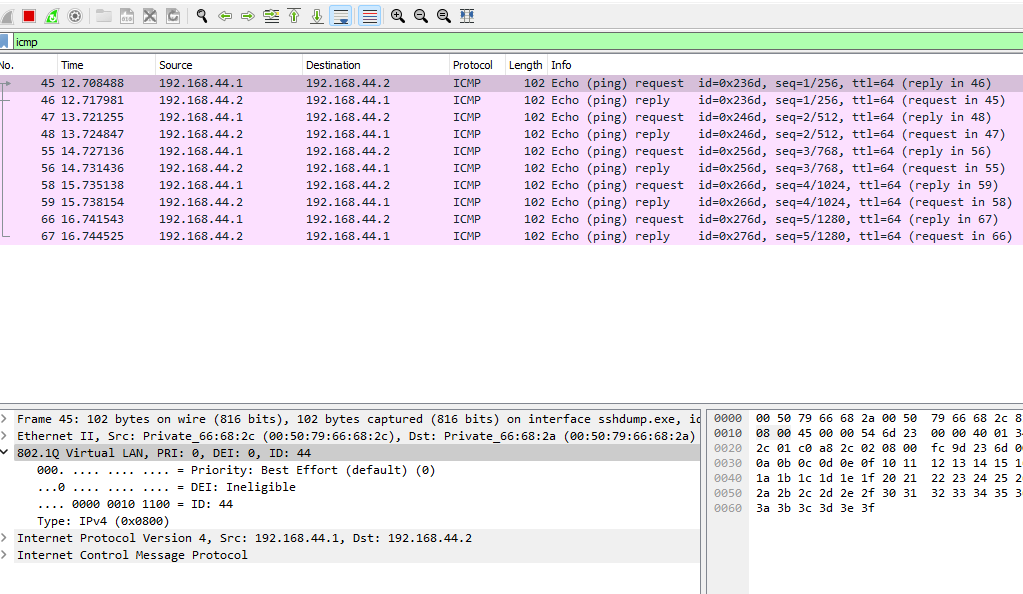 icmp
No. Time Source Destination Protocol Length Info
45 12.708488 192.168.44.1 192.168.44.2 ICMP 102 Echo (ping) request id=0x236d, seq=1/256, ttl=64 (reply in 46)
46 12.717981 192.168.44.2 192.168.44.1 ICMP 102 Echo (ping) reply id=0x236d, seq=1/256, ttl=64 (request in 45)
47 13.721255 192.168.44.1 192.168.44.2 ICMP 102 Echo (ping) request id=0x246d, seq=2/512, ttl=64 (reply in 48)
48 13.724847 192.168.44.2 192.168.44.1 ICMP 102 Echo (ping) reply id=0x246d, seq=2/512, ttl=64 (request in 47)
55 14.727136 192.168.44.1 192.168.44.2 ICMP 102 Echo (ping) request id=0x256d, seq=3/768, ttl=64 (reply in 56)
56 14.731436 192.168.44.2 192.168.44.1 ICMP 102 Echo (ping) reply id=0x256d, seq=3/768, ttl=64 (request in 55)
58 15.735138 192.168.44.1 192.168.44.2 ICMP 102 Echo (ping) request id=0x266d, seq=4/1024, ttl=64 (reply in 59)
59 15.738154 192.168.44.2 192.168.44.1 ICMP 102 Echo (ping) reply id=0x266d, seq=4/1024, ttl=64 (request in 58)
66 16.741543 192.168.44.1 192.168.44.2 ICMP 102 Echo (ping) request id=0x276d, seq=5/1280, ttl=64 (reply in 67)
67 16.744525 192.168.44.2 192.168.44.1 ICMP 102 Echo (ping) reply id=0x276d, seq=5/1280, ttl=64 (request in 66)
Frame 45: 102 bytes on wire (816 bits), 102 bytes captured (816 bits) on interface sshdump.exe,
Ethernet II, Src: Private_66:68:2c (00:50:79:66:68:2c), Dst: Private_66:68:2a (00:50:79:66:68:2a)
802.1Q Virtual LAN, PRI: 0, DEI: 0, ID: 44
000. .... .... .... = Priority: Best Effort (default) (0)
...0 .... .... .... = DEI: Ineligible
.... 0000 0010 1100 = ID: 44
Type: IPv4 (0x0800)
Internet Protocol Version 4, Src: 192.168.44.1, Dst: 192.168.44.2
Internet Control Message Protocol
0000 00 50 79 66 68 2a 00 50 79 66 68 2c
0010 08 00 45 00 00 54 6d 23 00 00 40 01
0020 2c 01 c0 a8 2c 02 08 00 fc 9d 23 6d
0030 0a 0b 0c 0d 0e 0f 10 11 12 13 14 15
0040 1a 1b 1c 1d 1e 1f 20 21 22 23 24 25
0050 2a 2b 2c 2d 2e 2f 30 31 32 33 34 35
0060 3a 3b 3c 3d 3e 3f